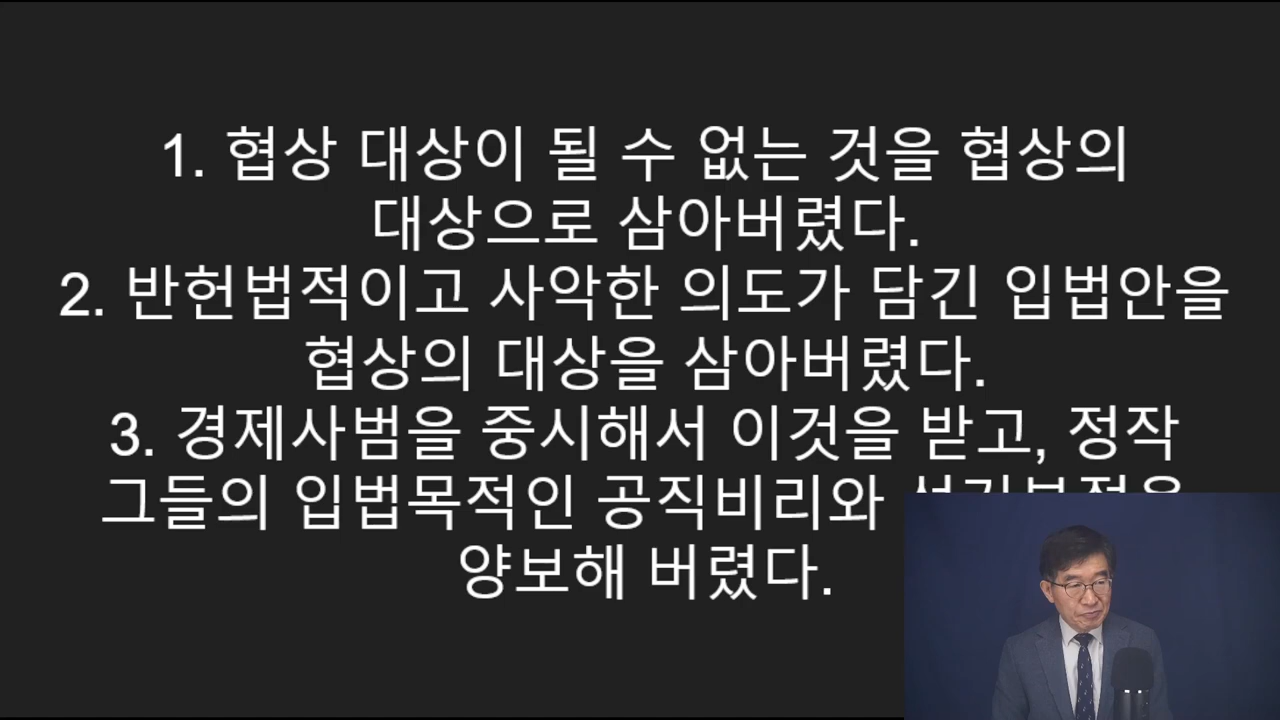 1. 협상 대상이 될 수 없는 것을 협상의
대상으로 삼아버렸다.
2. 반헌법적이고 사악한 의도가 담긴 입법안을
협상의 대상을 삼아버렸다.
3. 경제사범을 중시해서 이것을 받고, 정작
그들의 입법목적인 공직비리와
양보해 버렸다.